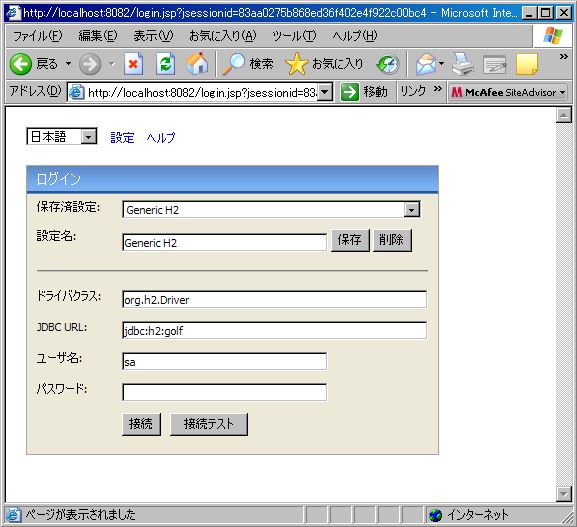 http://localhost:8082/login.jsp?jsessionid=83aa0275b868ed36f402e4f922c00bc4 - Microsoft Inte...
ファイル(F) 編集(E) 表示(V) お気に入り(A) ツール(T) ヘルプ(H)
戻る 検索 お気に入り
アドレス(D) http://localhost:8082/login.jsp?jsessionid=83a 移動 リンク » McAfee SiteAdvisor
日本語 設定 ヘルプ
ログイン
保存済設定: Generic H2
設定名: Generic H2 保存 削除
ドライバクラス: org.h2.Driver
JDBC URL: jdbc:h2:golf
ユーザ名: sa
パスワード:
接続 接続テスト
ページが表示されました インターネット